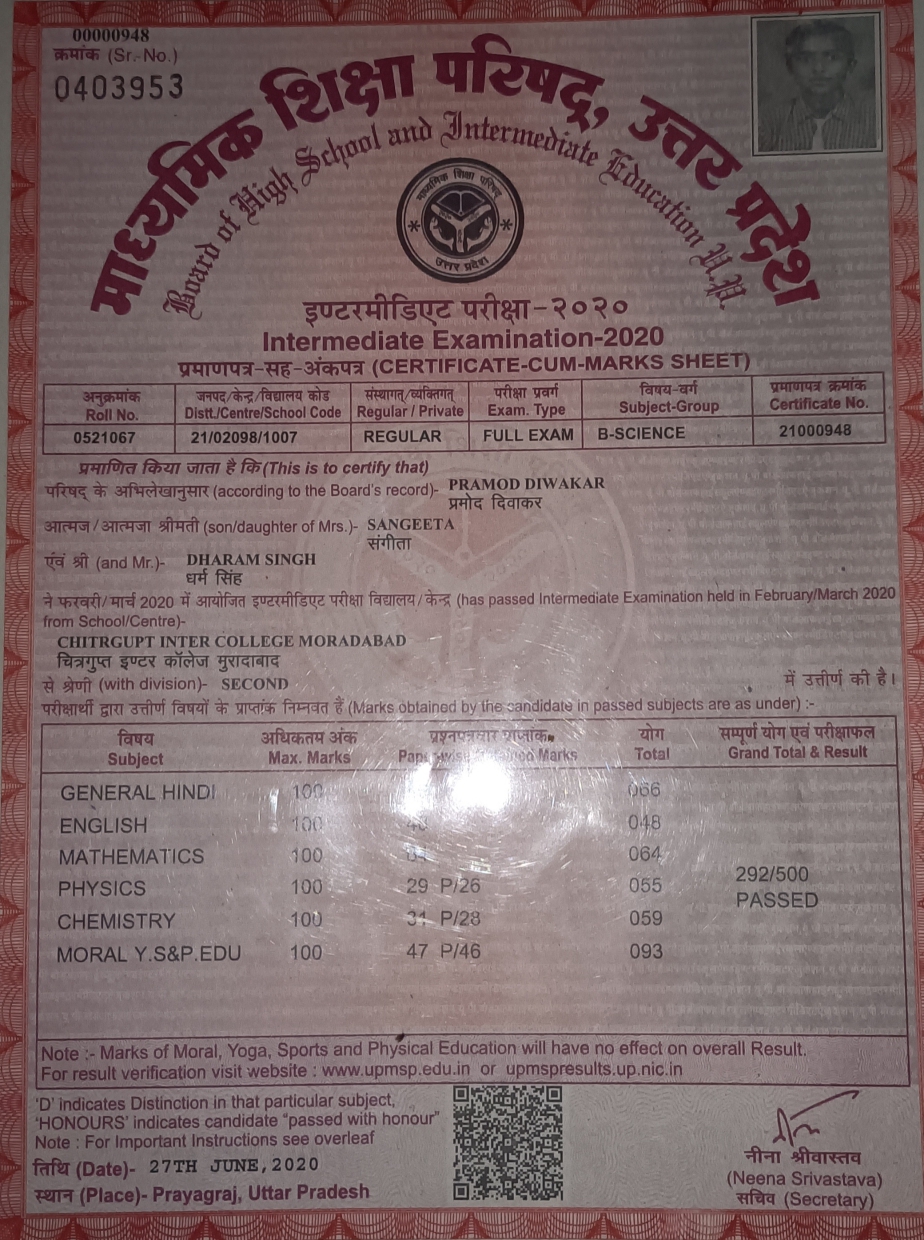 00000948
क्रमांक (Sr.-No.)
0403953
माध्यमिक शिक्षा परिषद्, उत्तर प्रदेश
Board of High School and Intermediate Education U.P.
माध्यमिक शिक्षा परिषद्
उत्तर प्रदेश
इण्टरमीडिएट परीक्षा-२०२०
Intermediate Examination-2020
प्रमाणपत्र-सह-अंकपत्र (CERTIFICATE-CUM-MARKS SHEET)
अनुक्रमांक जनपद/केन्द्र/विद्यालय कोड संस्थागत्/व्यक्तिगत् परीक्षा प्रवर्ग विषय-वर्ग प्रमाणपत्र क्रमांक
Roll No. Distt./Centre/School Code Regular / Private Exam. Type Subject-Group Certificate No.
0521067 21/02098/1007 REGULAR FULL EXAM B-SCIENCE 21000948
प्रमाणित किया जाता है कि (This is to certify that)
परिषद् के अभिलेखानुसार (according to the Board's record)- PRAMOD DIWAKAR
प्रमोद दिवाकर
आत्मज/आत्मजा श्रीमती (son/daughter of Mrs.)- SANGEETA
संगीता
एवं श्री (and Mr.)- DHARAM SINGH
धर्म सिंह
ने फरवरी/मार्च 2020 में आयोजित इण्टरमीडिएट परीक्षा विद्यालय/केन्द्र (has passed Intermediate Examination held in February/March 2020
from School/Centre)-
CHITRGUPT INTER COLLEGE MORADABAD
चित्रगुप्त इण्टर कॉलेज मुरादाबाद
से श्रेणी (with division)- SECOND में उत्तीर्ण की है।
परीक्षार्थी द्वारा उत्तीर्ण विषयों के प्राप्तांक निम्नवत हैं (Marks obtained by the candidate in passed subjects are as under) :-
विषय अधिकतम अंक प्रश्नपत्रवार प्राप्तांक योग सम्पूर्ण योग एवं परीक्षाफल
Subject Max. Marks Marks Total Grand Total & Result
GENERAL HINDI 100 066
ENGLISH 100 048
MATHEMATICS 100 064
PHYSICS 100 29 P/26 055 292/500
PASSED
CHEMISTRY 100 31 P/28 059
MORAL Y.S&P.EDU 100 47 P/46 093
Note :- Marks of Moral, Yoga, Sports and Physical Education will have no effect on overall Result.
For result verification visit website : www.upmsp.edu.in or upmspresults.up.nic.in
'D' indicates Distinction in that particular subject,
'HONOURS' indicates candidate "passed with honour"
Note : For Important Instructions see overleaf
तिथि (Date)- 27TH JUNE,2020
स्थान (Place)- Prayagraj, Uttar Pradesh
नीना श्रीवास्तव
(Neena Srivastava)
सचिव (Secretary)